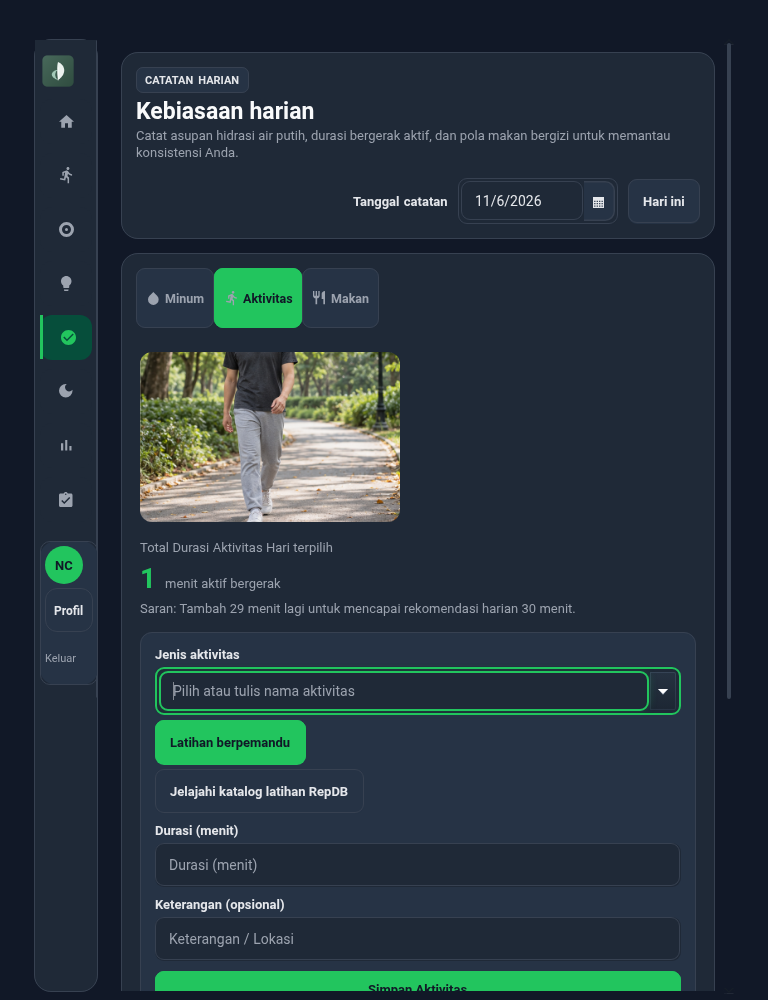 CATATAN HARIAN
Kebiasaan harian
Catat asupan hidrasi air putih, durasi bergerak aktif, dan pola makan bergizi untuk memantau
konsistensi Anda.
Tanggal catatan
11/6/2026
Hari ini
Minum
Aktivitas
Makan
Total Durasi Aktivitas Hari terpilih
1 menit aktif bergerak
Saran: Tambah 29 menit lagi untuk mencapai rekomendasi harian 30 menit.
Jenis aktivitas
Pilih atau tulis nama aktivitas
Latihan berpemandu
Jelajahi katalog latihan RepDB
Durasi (menit)
Durasi (menit)
Keterangan (opsional)
Keterangan / Lokasi
Simpan Aktivitas
NC
Profil
Keluar